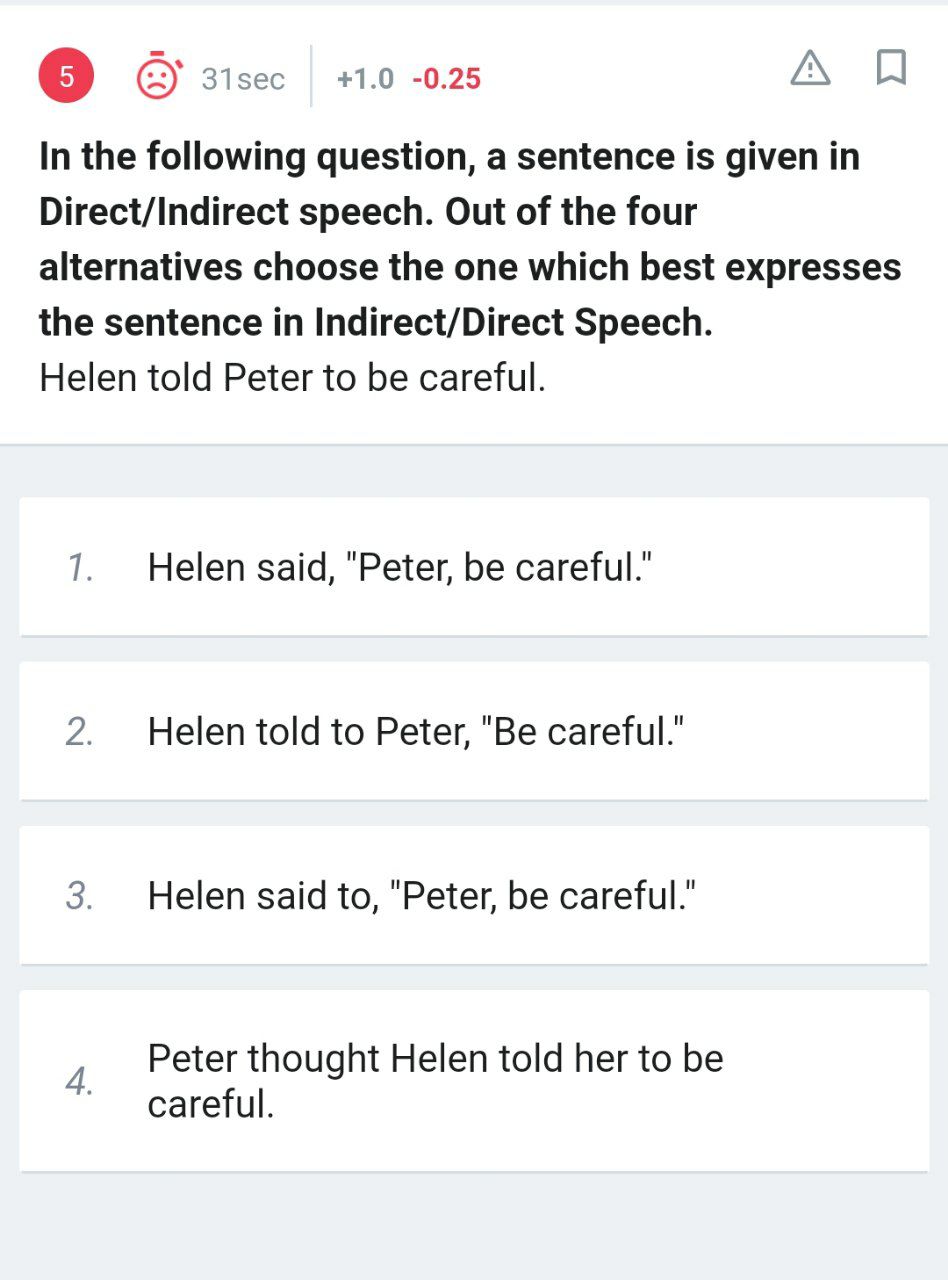 5 31sec +1.0 -0.25
In the following question, a sentence is given in
Direct/Indirect speech. Out of the four
alternatives choose the one which best expresses
the sentence in Indirect/Direct Speech.
Helen told Peter to be careful.
1. Helen said, "Peter, be careful."
2. Helen told to Peter, "Be careful."
3. Helen said to, "Peter, be careful."
4. Peter thought Helen told her to be
careful.